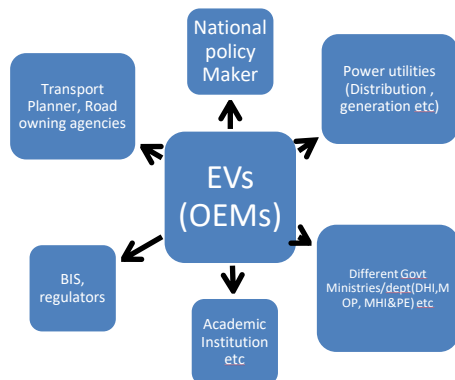 National
policy
Maker
Transport
Planner, Road
owning agencies
Power utilities
(Distribution ,
generation etc)
EVs
(OEMs)
BIS,
regulators
Different Govt
Ministries/dept(DHI,M
OP, MHI&PE) etc
Academic
Institution
etc